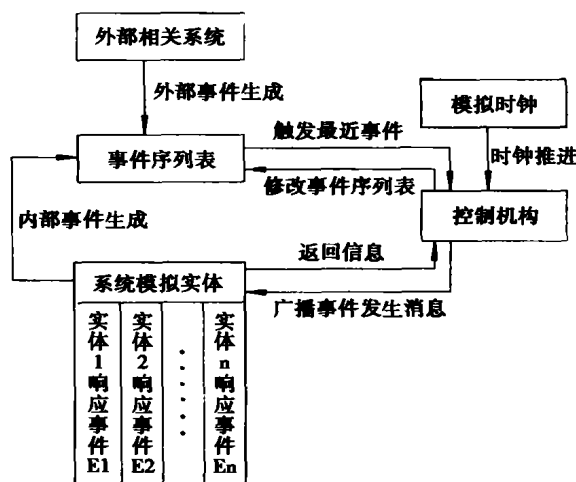 外部相关系统
外部事件生成
模拟时钟
触发最近事件
事件序列表
时钟推进
修改事件序列表
控制机构
内部事件生成
返回信息
系统模拟实体
广播事件发生消息
实体1响应事件E1
实体2响应事件E2
......
实体n响应事件En